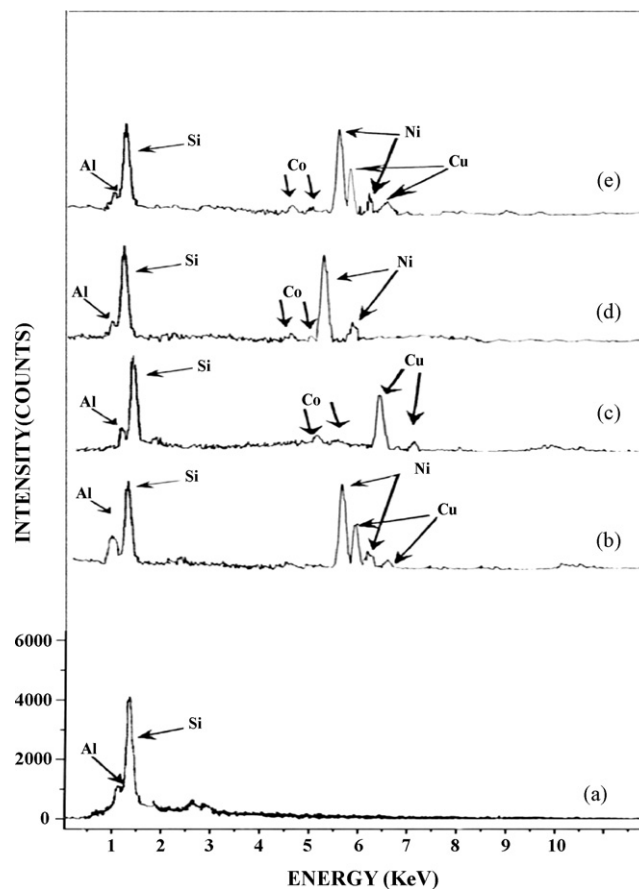 Ni
Si
Co
Cu
Al
(e)
Si
Ni
Al
Co
(d)
Si
Cu
Al
Co
(c)
Ni
Si
Al
Cu
(b)
6000
4000
Si
Al
2000
(a)
0
1 2 3 4 5 6 7 8 9 10
ENERGY (KeV)
INTENSITY(COUNTS)